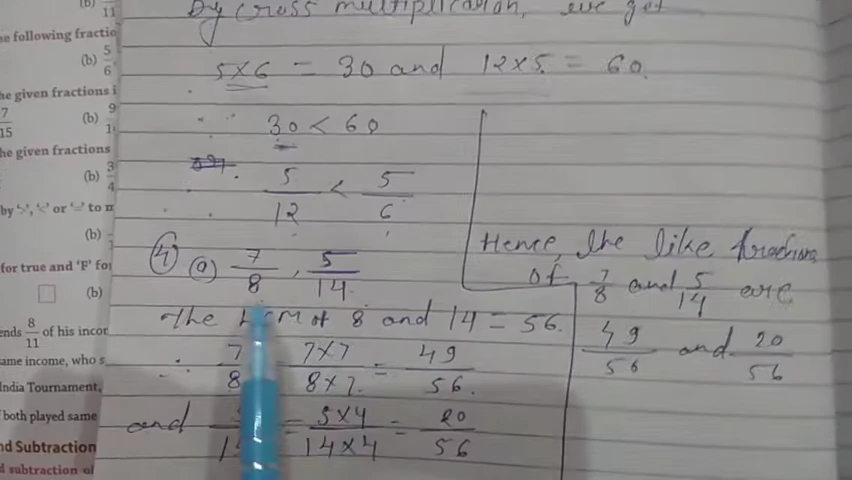 11
By cross multiplication, we get
he following fractio
(b) 5/6
5×6 = 30 and 12×5 = 60
he given fractions i
7/15 (b) 9
∴ 30 < 60
he given fractions
(b) 3/4
5/12 < 5/6
by '>', '<' or '=' to m
(b)
for true and 'F' fo
(b)
ends 8/11 of his incor
ame income, who s
India Tournament,
both played same
nd Subtraction
d subtraction of
(4) (a) 7/8 , 5/14
The LCM of 8 and 14 = 56.
∴ 7/8 = 7×7/8×7 = 49/56.
and = 5×4/14×4 = 20/56
Hence, the like fractions
of 7/8 and 5/14 are
49/56 and 20/56